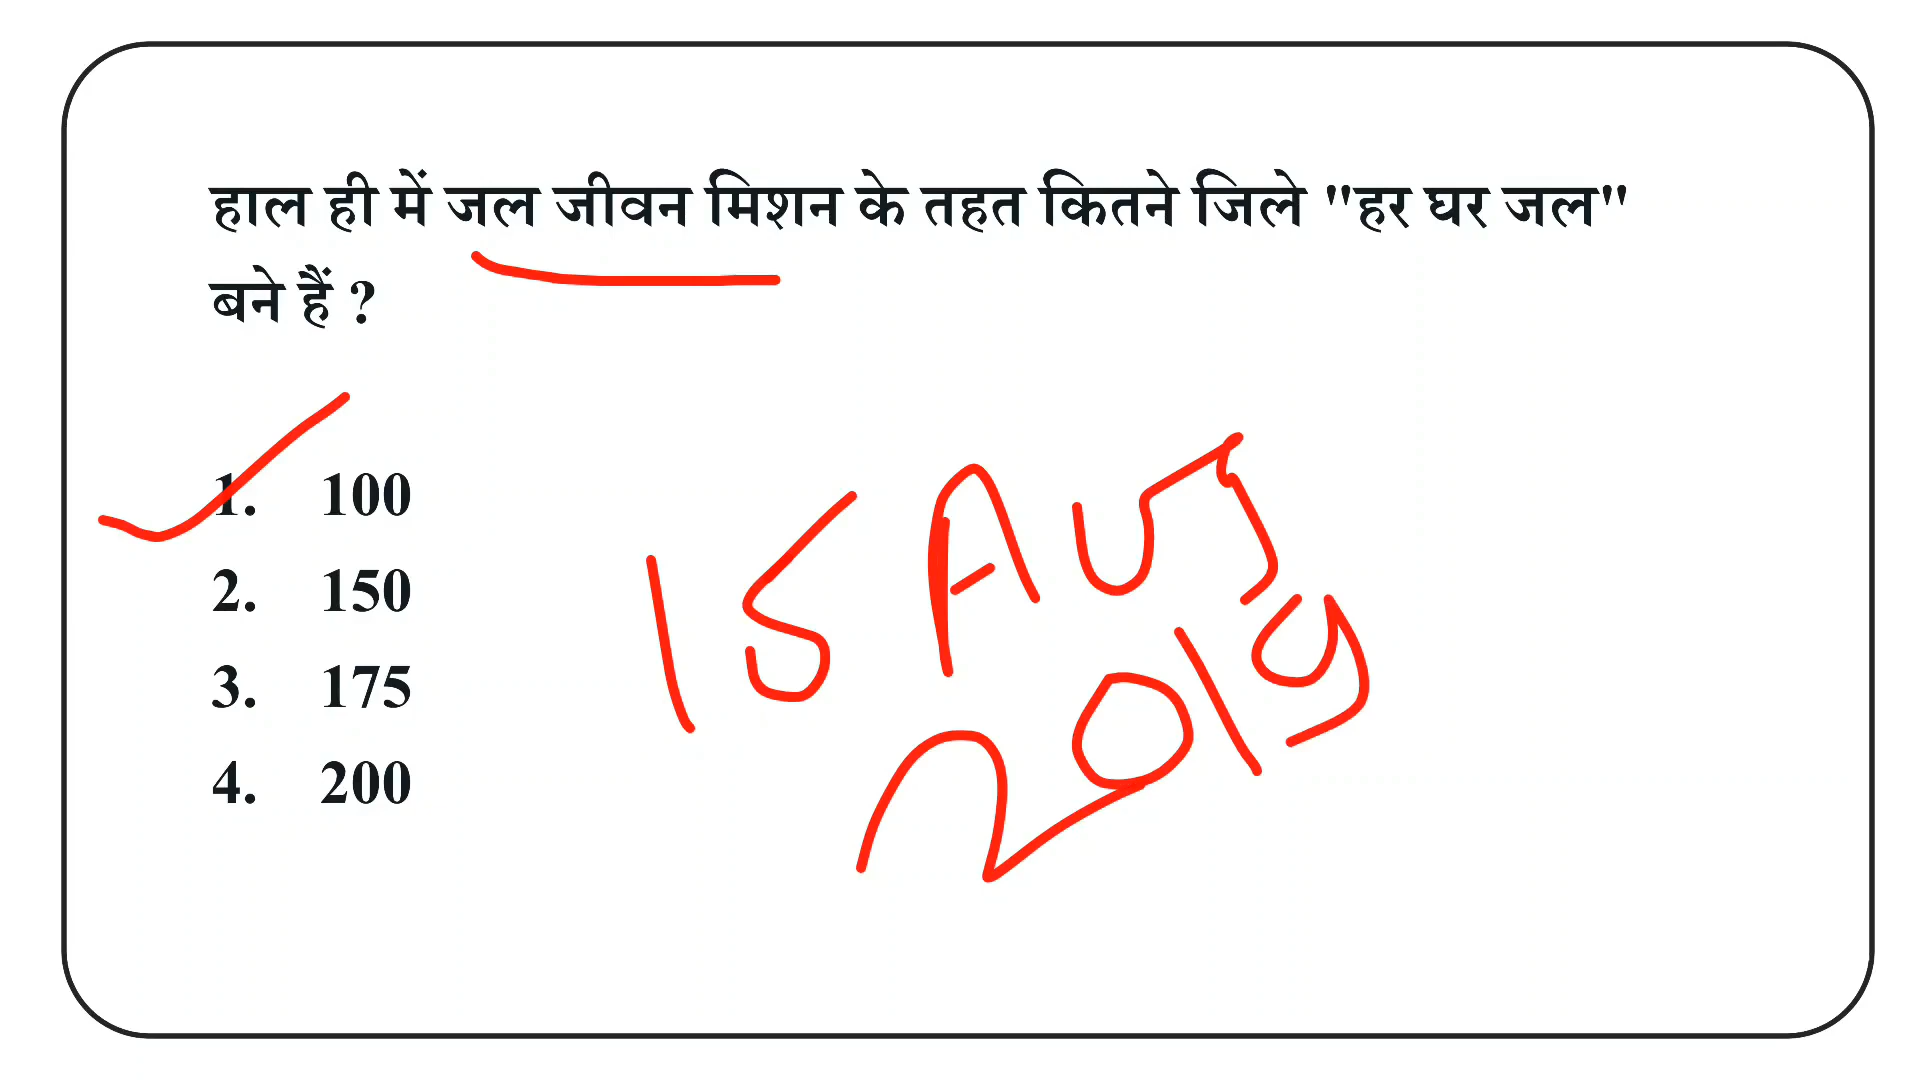 हाल ही में जल जीवन मिशन के तहत कितने जिले "हर घर जल"
बने हैं ?
1. 100
2. 150
3. 175
4. 200
15 Aug
2019